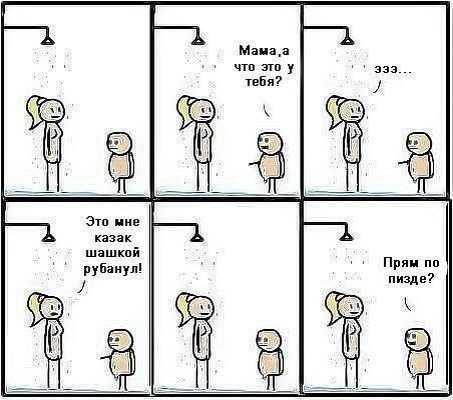 Мама,а
что это у
тебя?
эээ...
Это мне
казак
шашкой
рубанул!
Прям по
пизде?